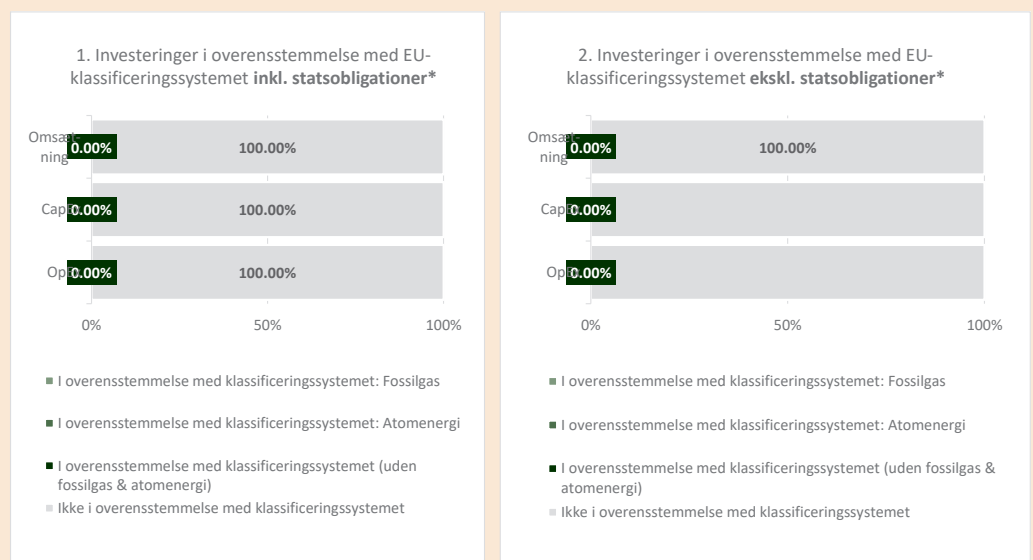 1. Investeringer i overensstemmelse med EU-
klassificeringssystemet inkl. statsobligationer*
Omsæt-
ning
0.00%
100.00%
CapEx
0.00%
100.00%
OpEx
0.00%
100.00%
0%
50%
100%
I overensstemmelse med klassificeringssystemet: Fossilgas
I overensstemmelse med klassificeringssystemet: Atomenergi
I overensstemmelse med klassificeringssystemet (uden
fossilgas & atomenergi)
Ikke i overensstemmelse med klassificeringssystemet
2. Investeringer i overensstemmelse med EU-
klassificeringssystemet ekskl. statsobligationer*
Omsæt-
ning
0.00%
100.00%
CapEx
0.00%
OpEx
0.00%
0%
50%
100%
I overensstemmelse med klassificeringssystemet: Fossilgas
I overensstemmelse med klassificeringssystemet: Atomenergi
I overensstemmelse med klassificeringssystemet (uden fossilgas &
atomenergi)
Ikke i overensstemmelse med klassificeringssystemet